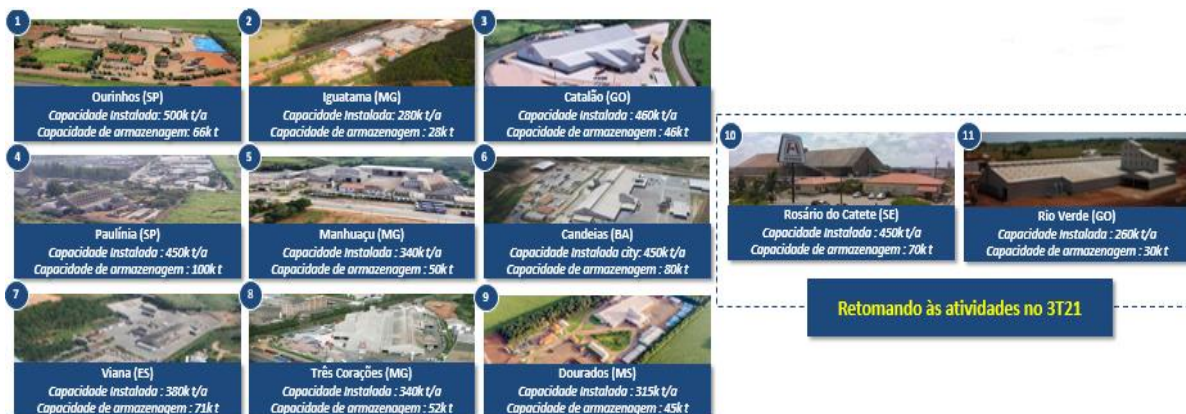 1
Ourinhos (SP)
Capacidade Instalada: 500k t/a
Capacidade de armazenagem: 66k t
2
Iguatama (MG)
Capacidade Instalada: 280k t/a
Capacidade de armazenagem : 28k t
3
Catalão (GO)
Capacidade Instalada : 460k t/a
Capacidade de armazenagem : 46k t
4
Paulínia (SP)
Capacidade Instalada : 450k t/a
Capacidade de armazenagem : 100k t
5
Manhuaçu (MG)
Capacidade Instalada : 340k t/a
Capacidade de armazenagem : 50k t
6
Candeias (BA)
Capacidade Instalada city: 450k t/a
Capacidade de armazenagem : 80k t
7
Viana (ES)
Capacidade Instalada : 380k t/a
Capacidade de armazenagem : 71k t
8
Três Corações (MG)
Capacidade Instalada : 340k t/a
Capacidade de armazenagem : 52k t
9
Dourados (MS)
Capacidade Instalada : 315k t/a
Capacidade de armazenagem : 45k t
10
Rosário do Catete (SE)
Capacidade Instalada : 450k t/a
Capacidade de armazenagem : 70k t
11
Rio Verde (GO)
Capacidade Instalada : 260k t/a
Capacidade de armazenagem : 30k t
Retomando às atividades no 3T21